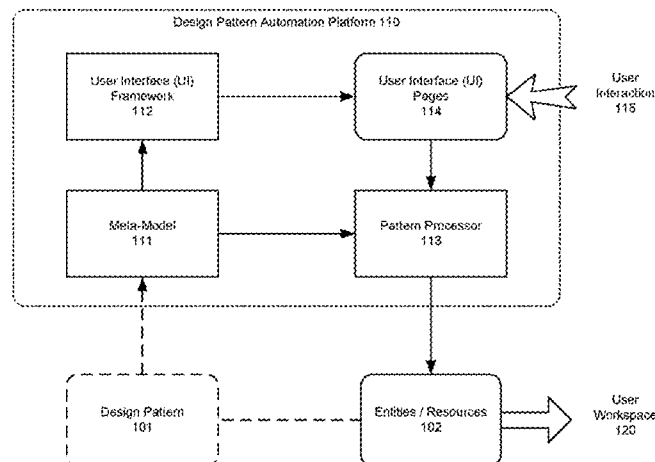 Design Pattern Automation Platform 110
User Interface (UI)
Framework
112
User Interface (UI)
Pages
114
User
Interaction
115
Meta-Model
111
Pattern Processor
113
Design Pattern
101
Entities / Resources
102
User
Workspace
120